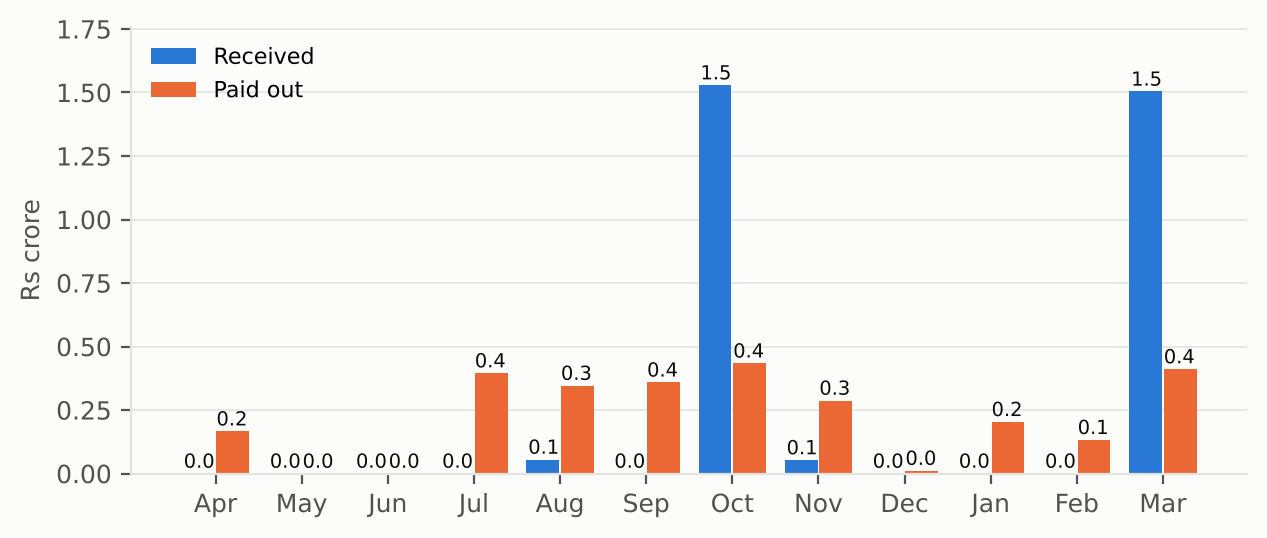 1.75
1.50
1.25
1.00
0.75
0.50
0.25
0.00
Rs crore
Received
Paid out
0.0 0.2 0.0 0.0 0.0 0.0 0.0 0.4 0.1 0.3 0.0 0.4 1.5 0.4 0.1 0.3 0.0 0.0 0.0 0.2 0.0 0.1 1.5 0.4
Apr May Jun Jul Aug Sep Oct Nov Dec Jan Feb Mar